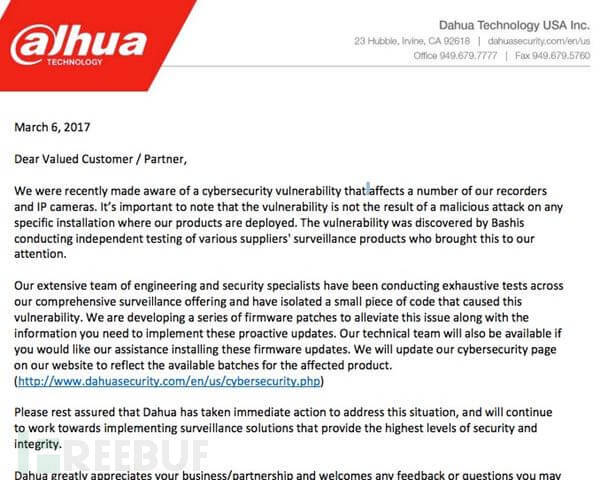 alhua
TECHNOLOGY
Dahua Technology USA Inc.
23 Hubble, Irvine, CA 92618 | dahuasecurity.com/en/us
Office 949.679.7777 | Fax 949.679.5760
March 6, 2017
Dear Valued Customer / Partner,
We were recently made aware of a cybersecurity vulnerability that affects a number of our recorders
and IP cameras. It's important to note that the vulnerability is not the result of a malicious attack on any
specific installation where our products are deployed. The vulnerability was discovered by Bashis
conducting independent testing of various suppliers' surveillance products who brought this to our
attention.
Our extensive team of engineering and security specialists have been conducting exhaustive tests across
our comprehensive surveillance offering and have isolated a small piece of code that caused this
vulnerability. We are developing a series of firmware patches to alleviate this issue along with the
information you need to implement these proactive updates. Our technical team will also be available if
you would like our assistance installing these firmware updates. We will update our cybersecurity page
on our website to reflect the available batches for the affected product.
(http://www.dahuasecurity.com/en/us/cybersecurity.php)
Please rest assured that Dahua has taken immediate action to address this situation, and will continue
to work towards implementing surveillance solutions that provide the highest levels of security and
integrity.
FREEBUF
Dahua greatly appreciates your business/partnership and welcomes any feedback or questions you may